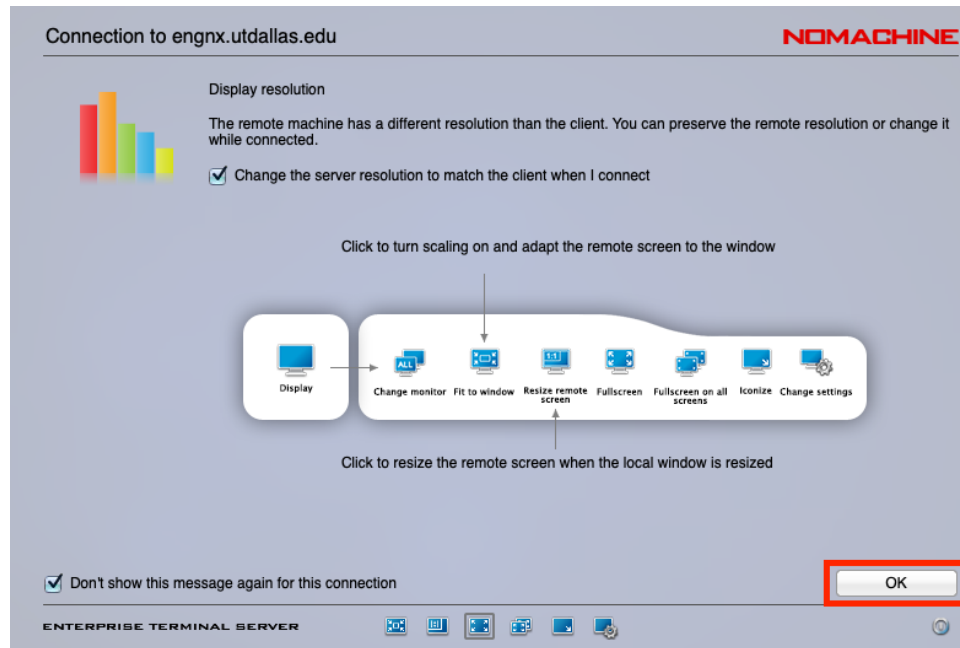 Connection to engnx.utdallas.edu
NOMACHINE
Display resolution
The remote machine has a different resolution than the client. You can preserve the remote resolution or change it
while connected.
Change the server resolution to match the client when I connect
Click to turn scaling on and adapt the remote screen to the window
ALL
1:1
Display
Change monitor
Fit to window
Resize remote
screen
Fullscreen
Fullscreen on all
screens
Iconize
Change settings
Click to resize the remote screen when the local window is resized
Don't show this message again for this connection
OK
ENTERPRISE TERMINAL SERVER